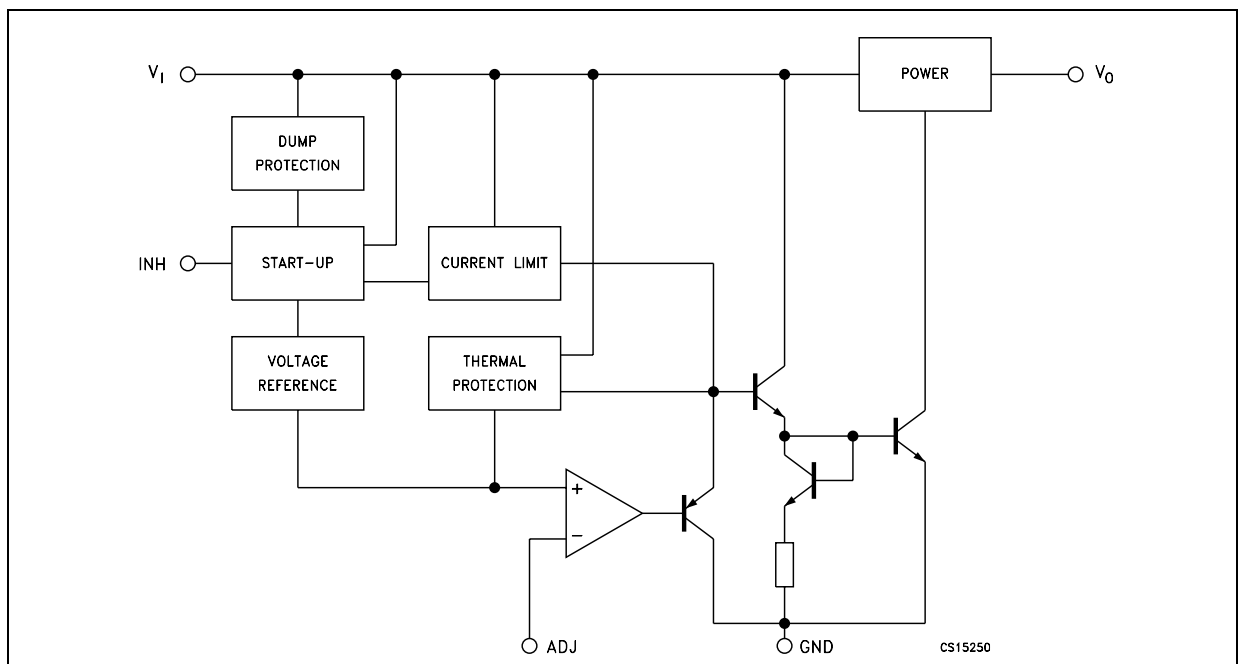 V_I
POWER
V_O
DUMP
PROTECTION
INH
START-UP
CURRENT LIMIT
VOLTAGE
REFERENCE
THERMAL
PROTECTION
+
−
ADJ
GND
CS15250